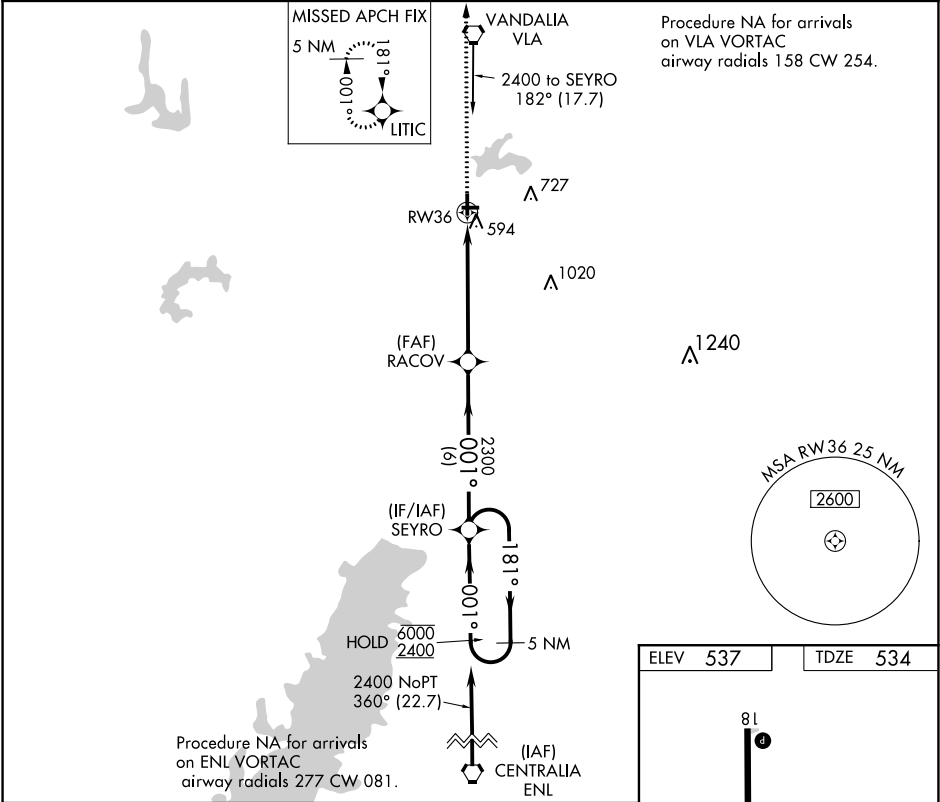 MISSED APCH FIX
5 NM
181°
001°
LITIC
VANDALIA
VLA
2400 to SEYRO
182° (17.7)
Procedure NA for arrivals
on VLA VORTAC
airway radials 158 CW 254.
727
RW36
594
1020
(FAF)
RACOV
1240
2300
001°
(6)
MSA RW36 25 NM
2600
(IF/IAF)
SEYRO
181°
001°
HOLD
6000
2400
5 NM
2400 NoPT
360° (22.7)
Procedure NA for arrivals
on ENL VORTAC
airway radials 277 CW 081.
(IAF)
CENTRALIA
ENL
ELEV 537
TDZE 534
18
P